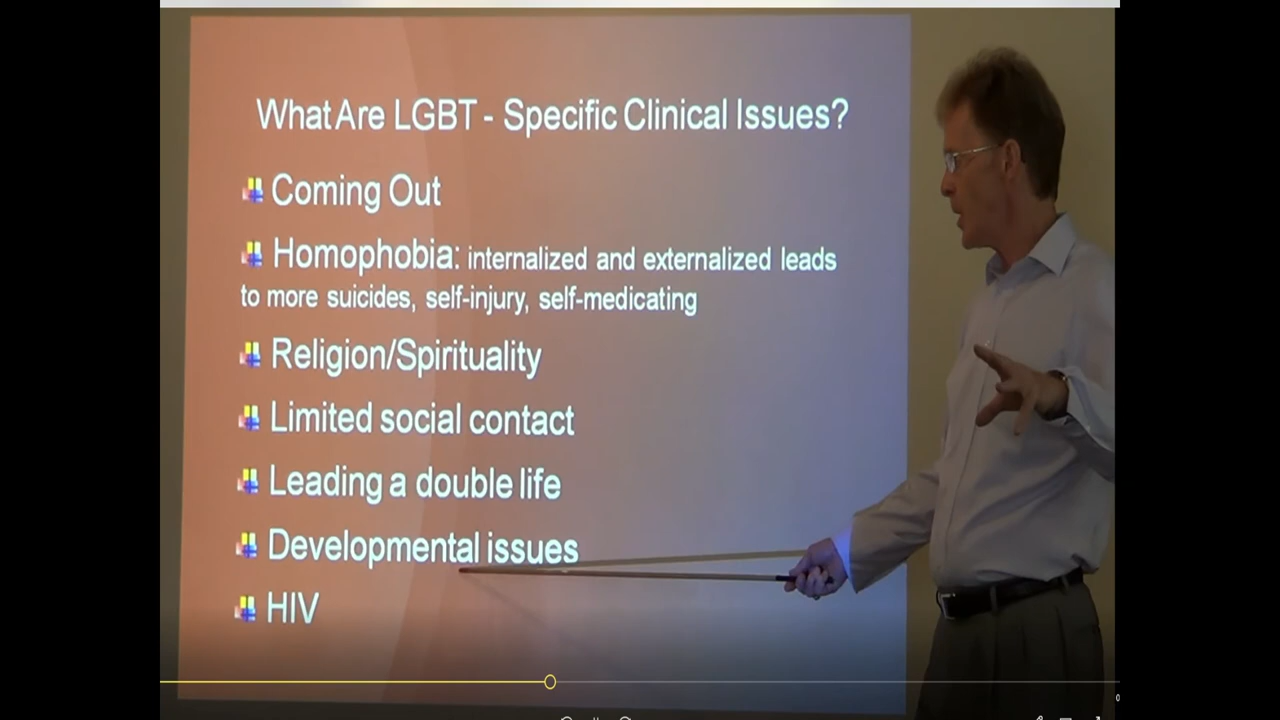 What Are LGBT - Specific Clinical Issues?
Coming Out
Homophobia: internalized and externalized leads
to more suicides, self-injury, self-medicating
Religion/Spirituality
Limited social contact
Leading a double life
Developmental issues
HIV